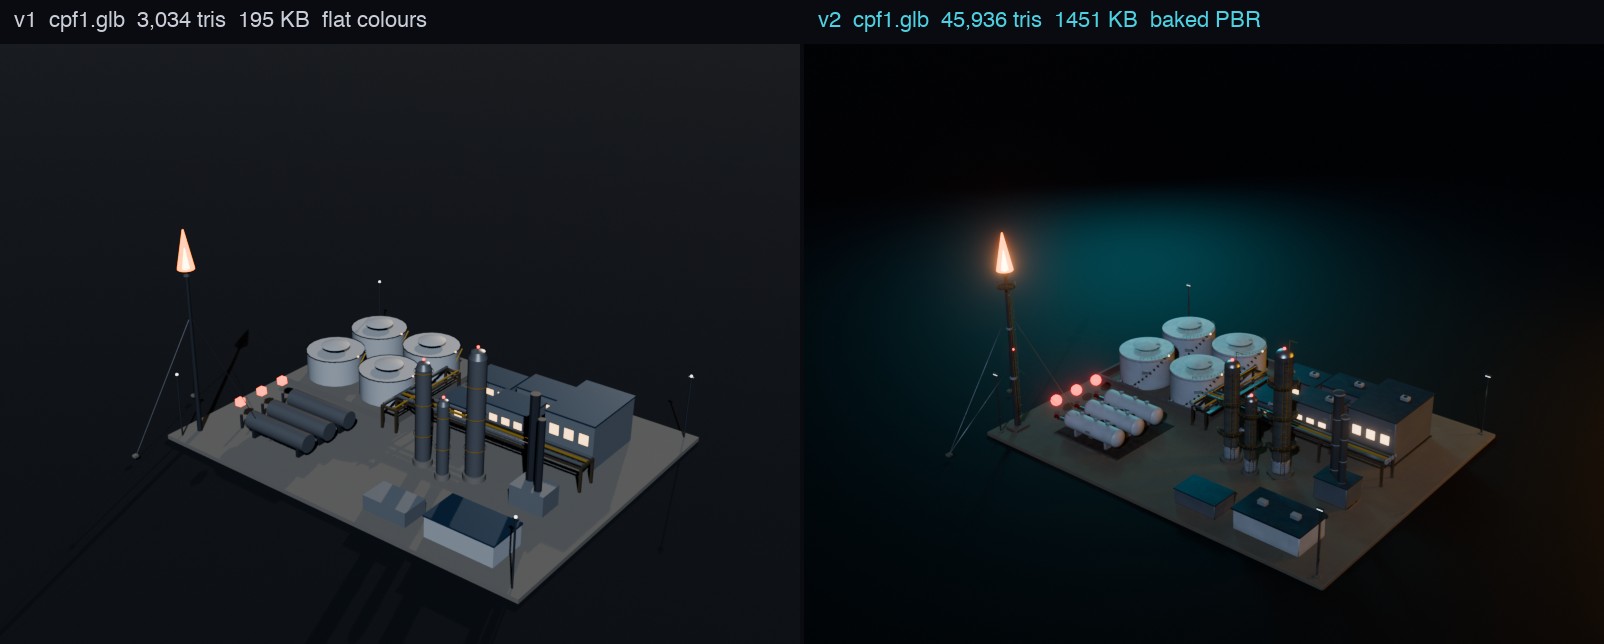 v1 cpf1.glb 3,034 tris 195 KB flat colours
v2 cpf1.glb 45,936 tris 1451 KB baked PBR